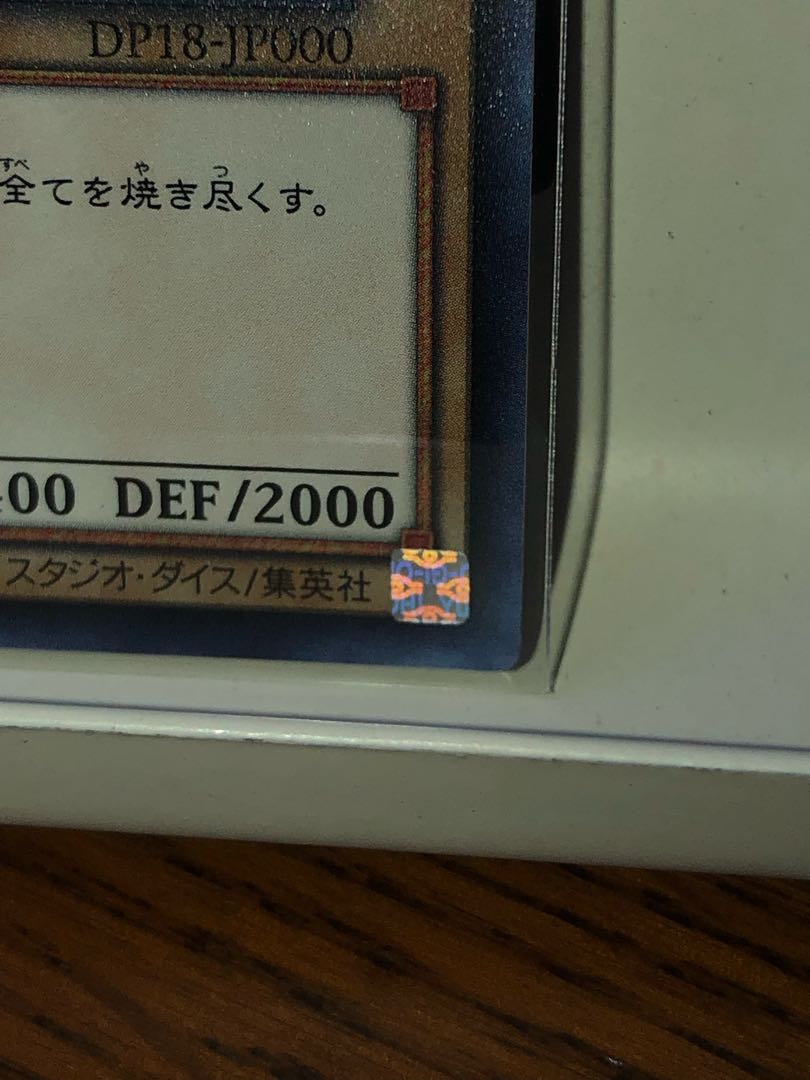 DP18-JP000
全てを焼き尽くす。
400 DEF/2000
スタジオ・ダイス/集英社